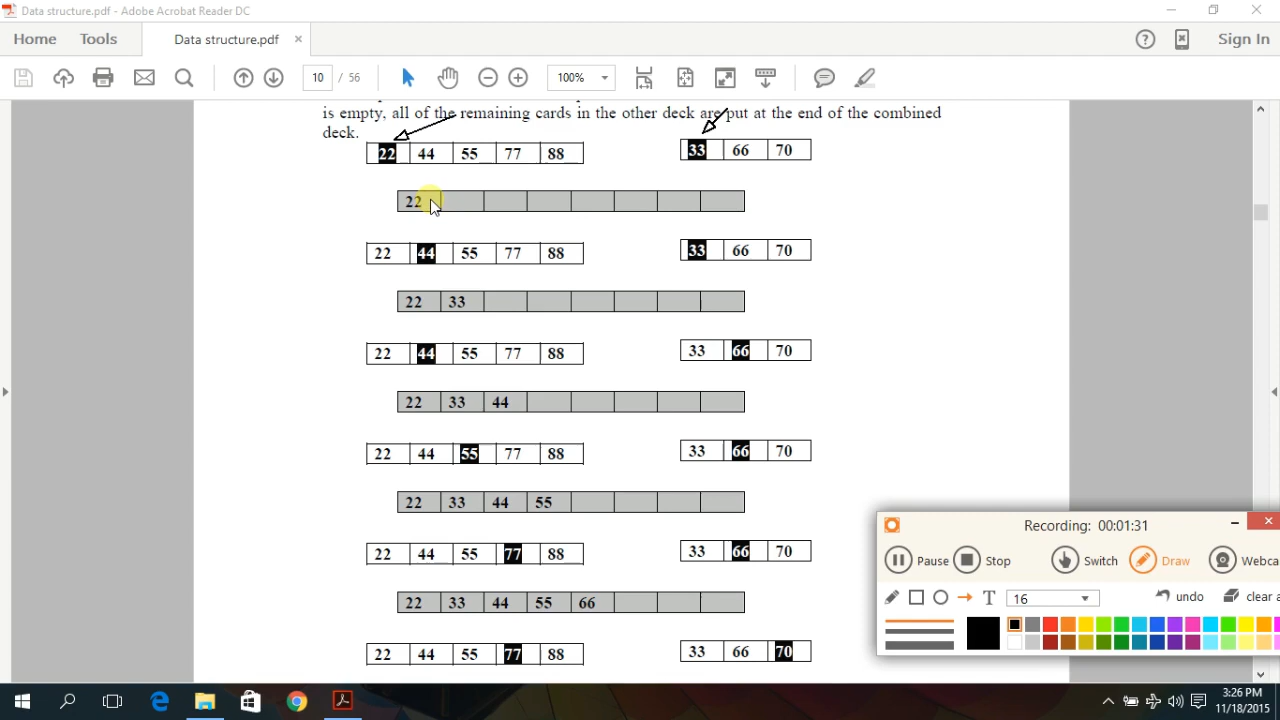 Data structure.pdf - Adobe Acrobat Reader DC
Home Tools Data structure.pdf × Sign In
10 / 56 100%
is empty, all of the remaining cards in the other deck are put at the end of the combined
deck.
22 44 55 77 88 33 66 70
22
22 44 55 77 88 33 66 70
22 33
22 44 55 77 88 33 66 70
22 33 44
22 44 55 77 88 33 66 70
22 33 44 55
22 44 55 77 88 33 66 70
22 33 44 55 66
22 44 55 77 88 33 66 70
Recording: 00:01:31
Pause Stop Switch Draw Webca
T 16 undo clear a
3:26 PM
11/18/2015